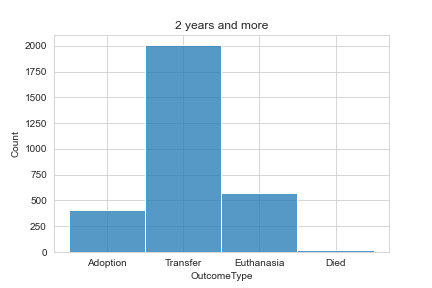 2 years and more
2000
1750
1500
1250
1000
750
500
250
0
Count
Adoption Transfer Euthanasia Died
OutcomeType